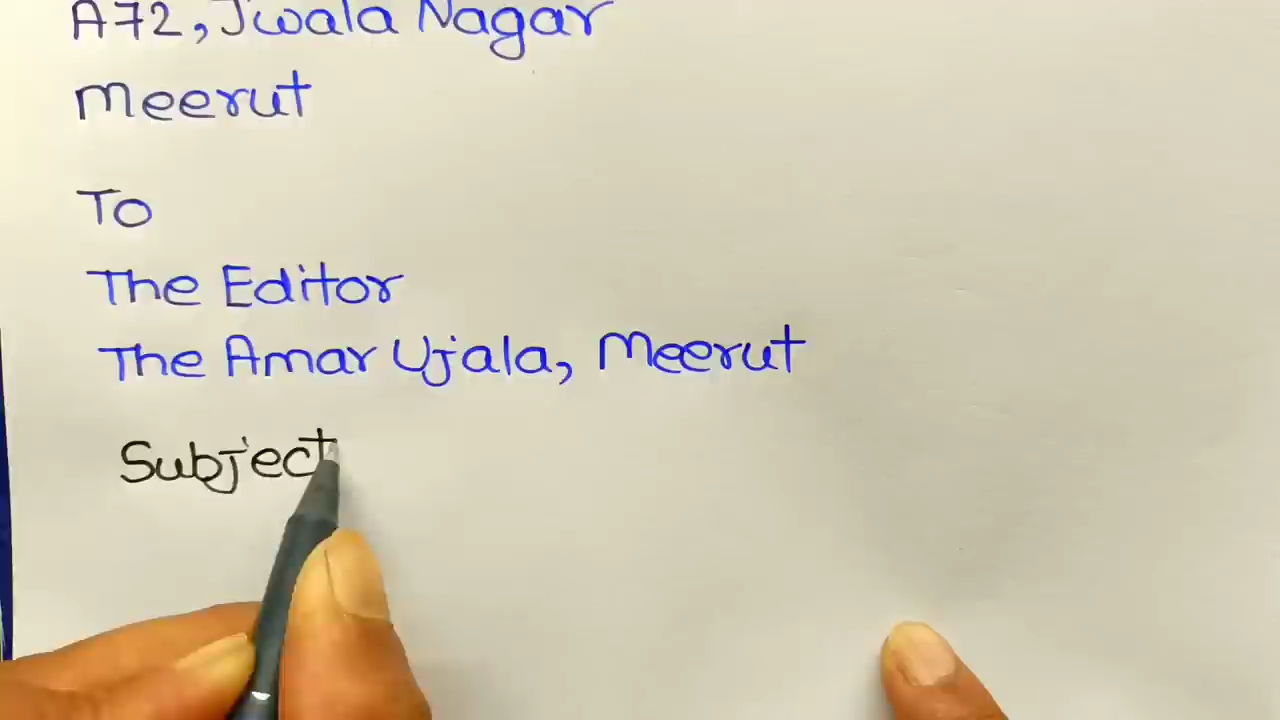 A72, Jwala Nagar
Meerut
To
The Editor
The Amar Ujala, Meerut
Subject